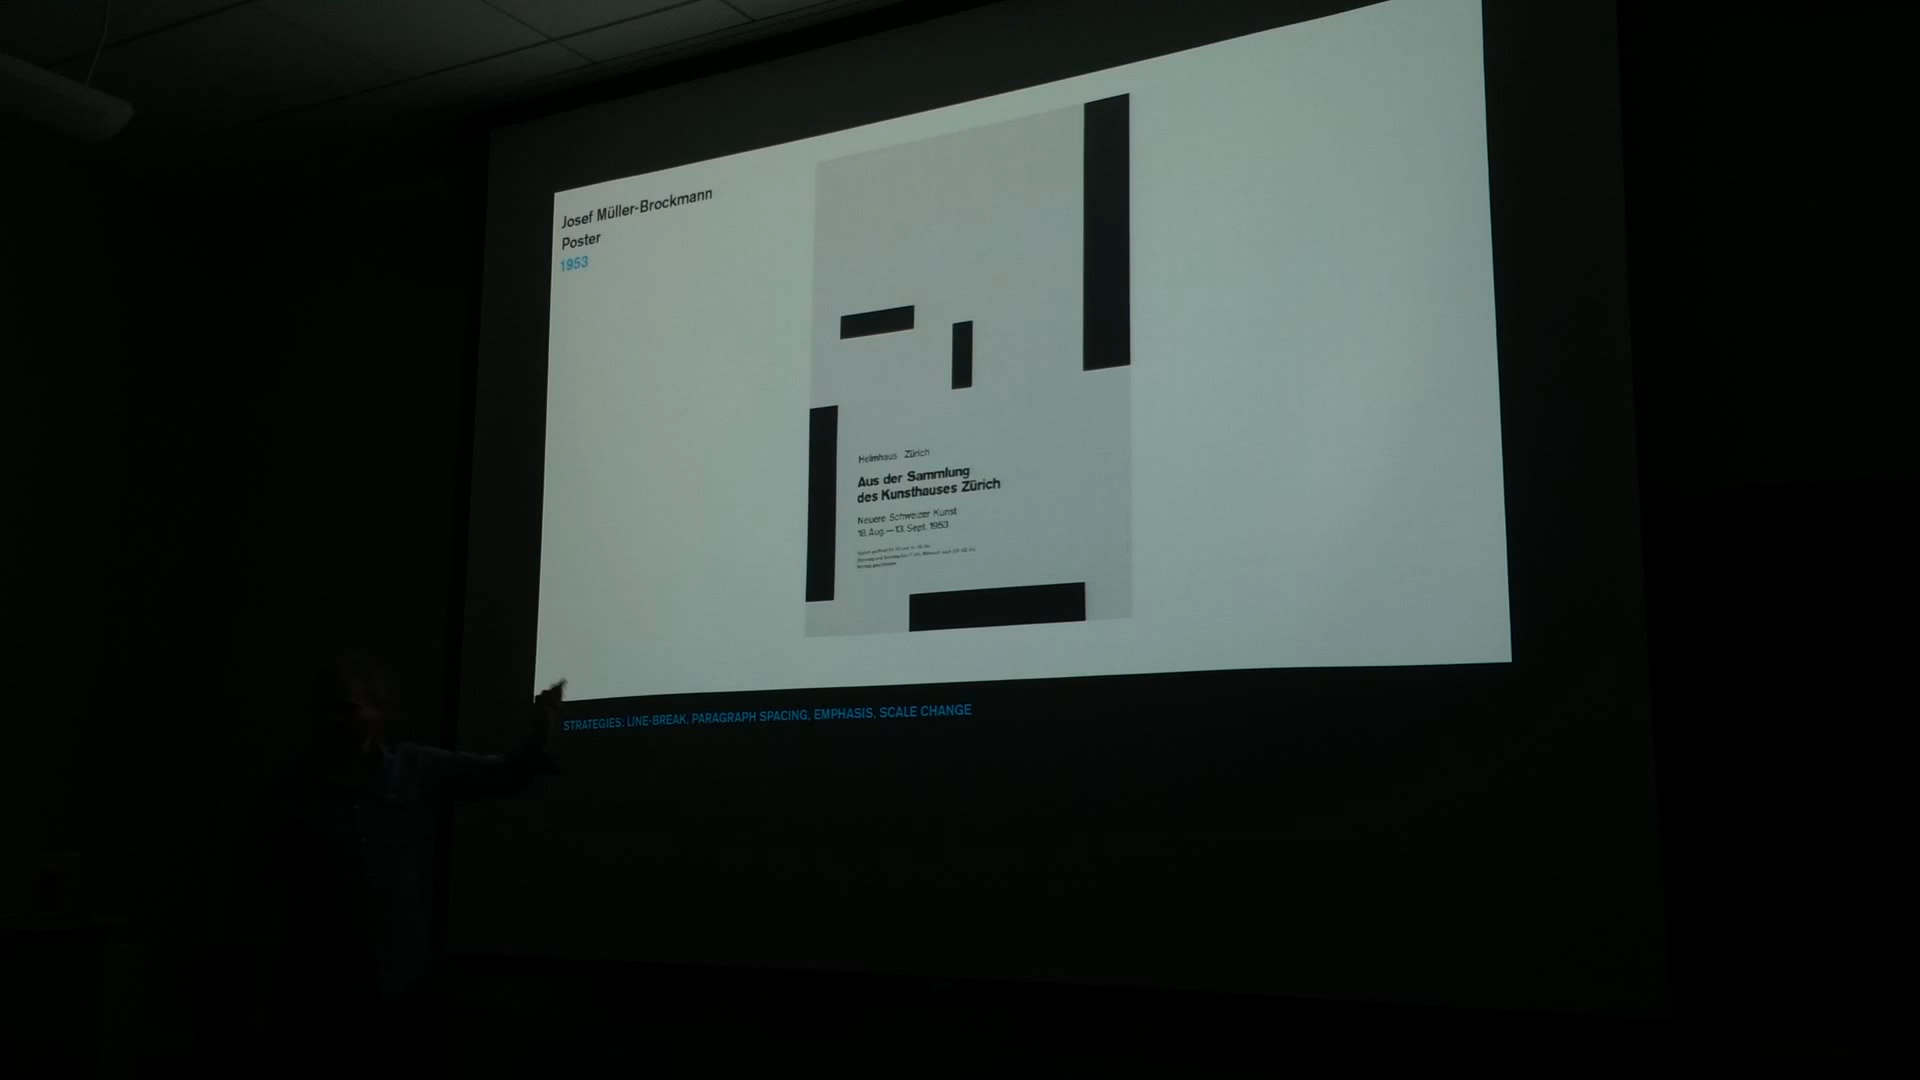 Josef Müller-Brockmann
Poster
1953
Helmhaus Zürich
Aus der Sammlung
des Kunsthauses Zürich
Neuere Schweizer Kunst
18. Aug.—13. Sept. 1953
STRATEGIES: LINE-BREAK, PARAGRAPH SPACING, EMPHASIS, SCALE CHANGE